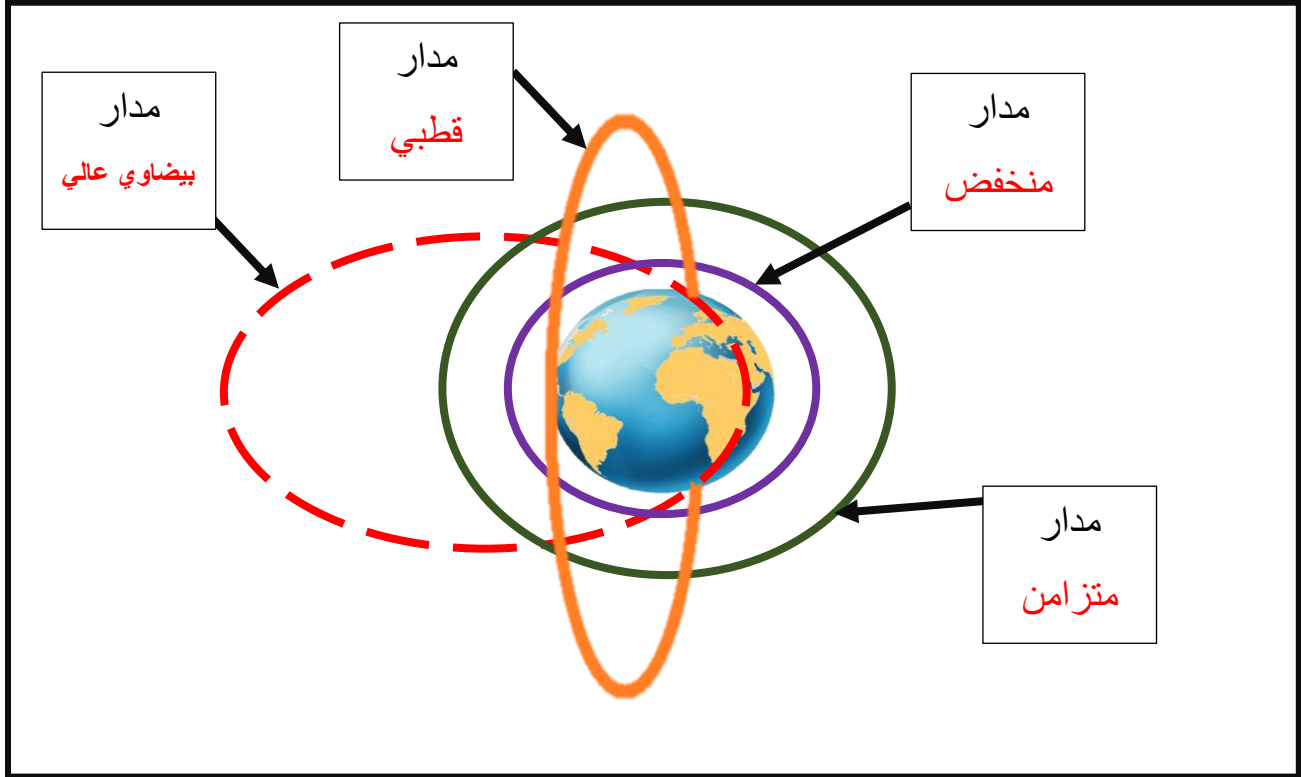 مدار
منخفض
مدار
قطبي
مدار
بيضاوي عالي
مدار
متزامن